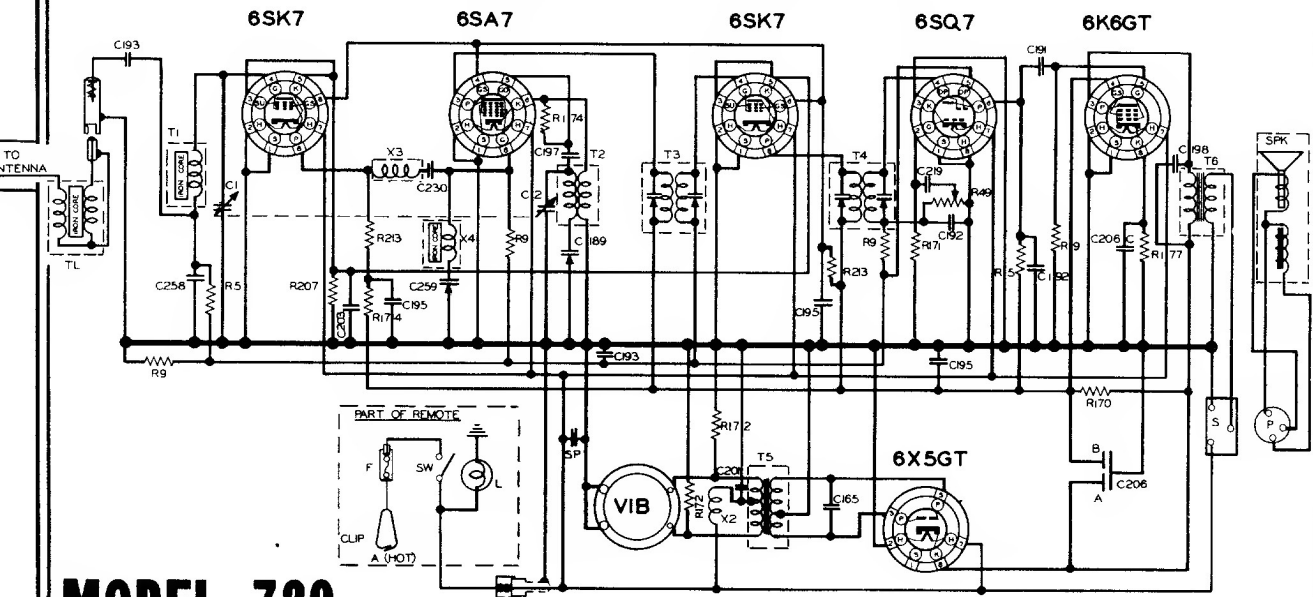 6SK7 6SA7 6SK7 6SQ7 6K6GT
C193
C191
TO
ANTENNA
TL
IRON CORE
T1
IRON CORE
C1
C258
R5
R207
C203
X3
C230
R213
R174
C195
X4
IRON CORE
C259
R9
R174
C197
T2
C189
T3
T4
R213
C195
R9
C219
R49
R171
C192
R15
C192
R19
C206
R177
C198
T6
SPK
R9
C193
C195
R170
PART OF REMOTE
F
SW
L
CLIP
A (HOT)
SP
VIB
R172
R172
C201
X2
T5
C165
6X5GT
B
A
C206
S
P
MODEL